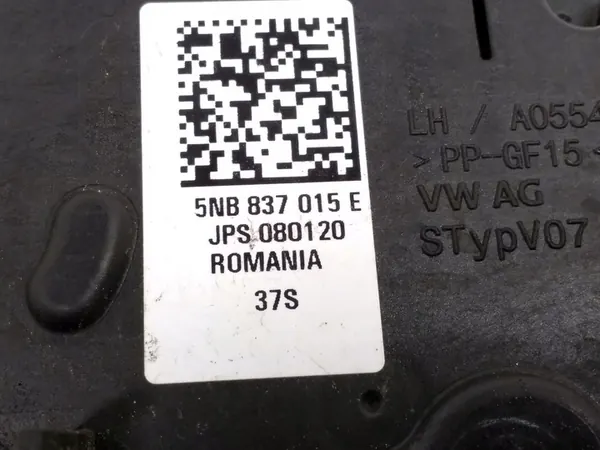 5NB 837 015 E
JPS 080120
ROMANIA
37S
LH / A0554
>PP-GF15<
VW AG
STypV07